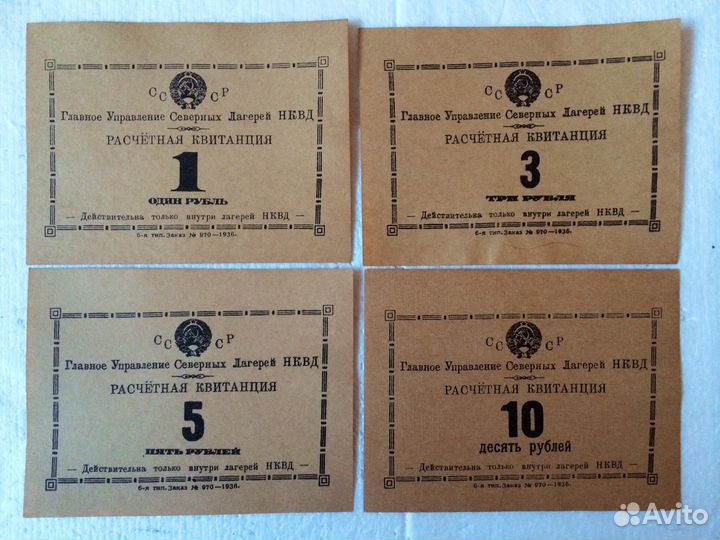 СССР
Главное Управление Северных Лагерей НКВД
РАСЧЁТНАЯ КВИТАНЦИЯ
1
ОДИН РУБЛЬ
— Действительна только внутри лагерей НКВД —
6-я тип. Заказ № 970—1936.
СССР
Главное Управление Северных Лагерей НКВД
РАСЧЁТНАЯ КВИТАНЦИЯ
3
ТРИ РУБЛЯ
— Действительна только внутри лагерей НКВД —
6-я тип. Заказ № 970—1936.
СССР
Главное Управление Северных Лагерей НКВД
РАСЧЁТНАЯ КВИТАНЦИЯ
5
ПЯТЬ РУБЛЕЙ
— Действительна только внутри лагерей НКВД —
6-я тип. Заказ № 970—1936.
СССР
Главное Управление Северных Лагерей НКВД
РАСЧЁТНАЯ КВИТАНЦИЯ
10
десять рублей
— Действительна только внутри лагерей НКВД —
6-я тип. Заказ № 970—1936.
Avito